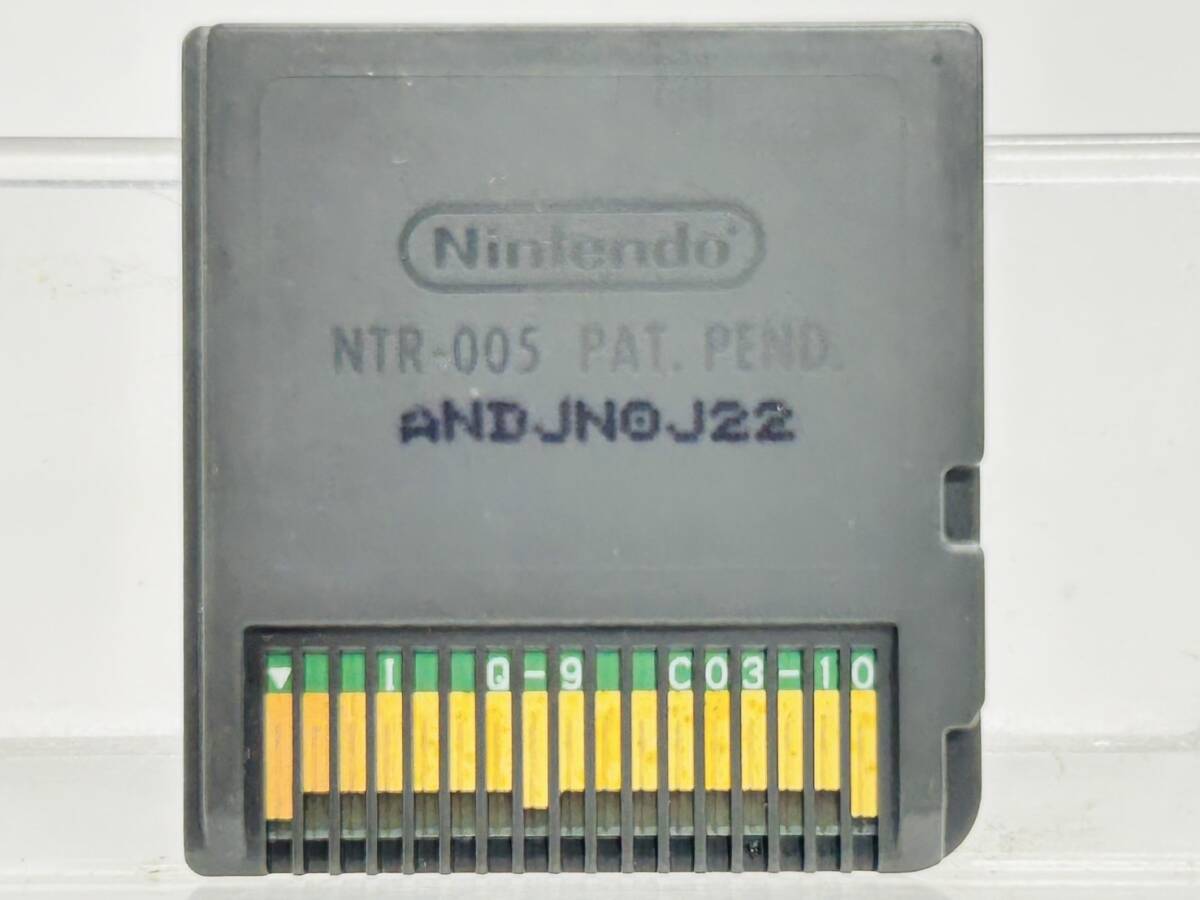 Nintendo®
NTR-005 PAT. PEND.
ANDJN0J22
▼ I Q-9 C03-10